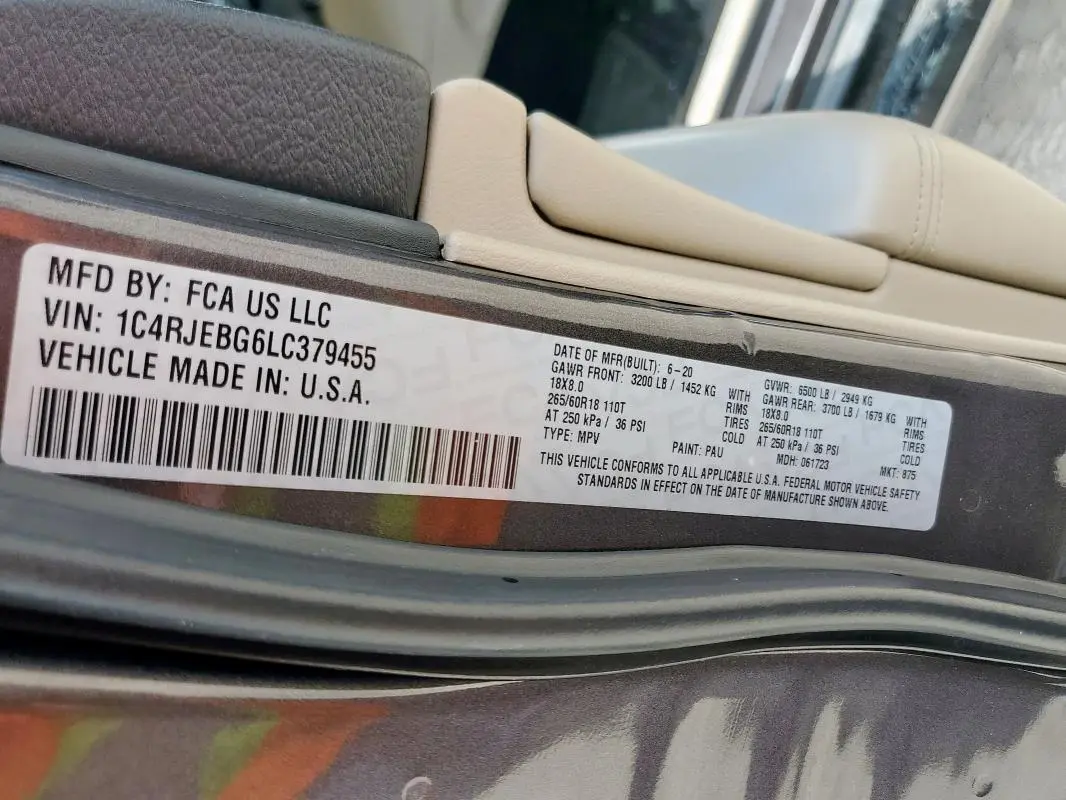 MFD BY: FCA US LLC
VIN: 1C4RJEBG6LC379455
VEHICLE MADE IN: U.S.A.
DATE OF MFR(BUILT): 6-20
GAWR FRONT: 3200 LB / 1452 KG WITH
18X8.0 RIMS
265/60R18 110T TIRES
AT 250 kPa / 36 PSI COLD
TYPE: MPV
PAINT: PAU
GVWR: 6500 LB / 2949 KG
GAWR REAR: 3700 LB / 1679 KG WITH
18X8.0 RIMS
265/60R18 110T TIRES
AT 250 kPa / 36 PSI COLD
MDH: 061723
MKT: 875
THIS VEHICLE CONFORMS TO ALL APPLICABLE U.S.A. FEDERAL MOTOR VEHICLE SAFETY
STANDARDS IN EFFECT ON THE DATE OF MANUFACTURE SHOWN ABOVE.